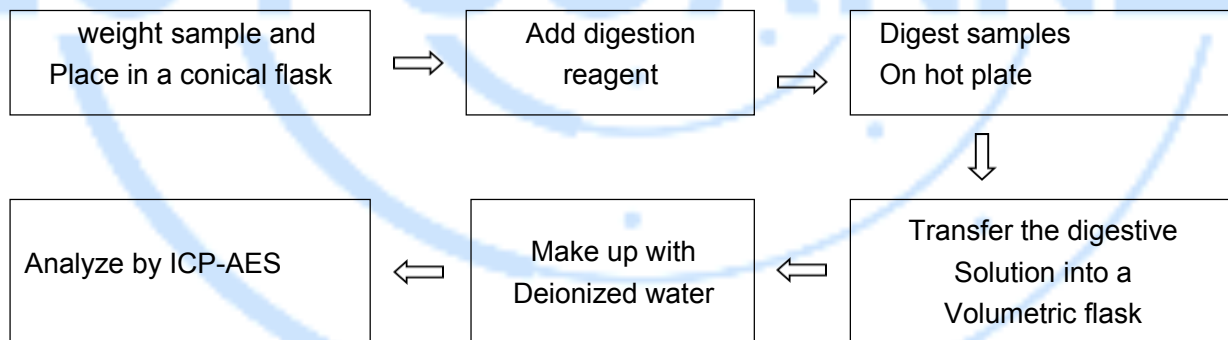 weight sample and
Place in a conical flask
Add digestion
reagent
Digest samples
On hot plate
Transfer the digestive
Solution into a
Volumetric flask
Make up with
Deionized water
Analyze by ICP-AES